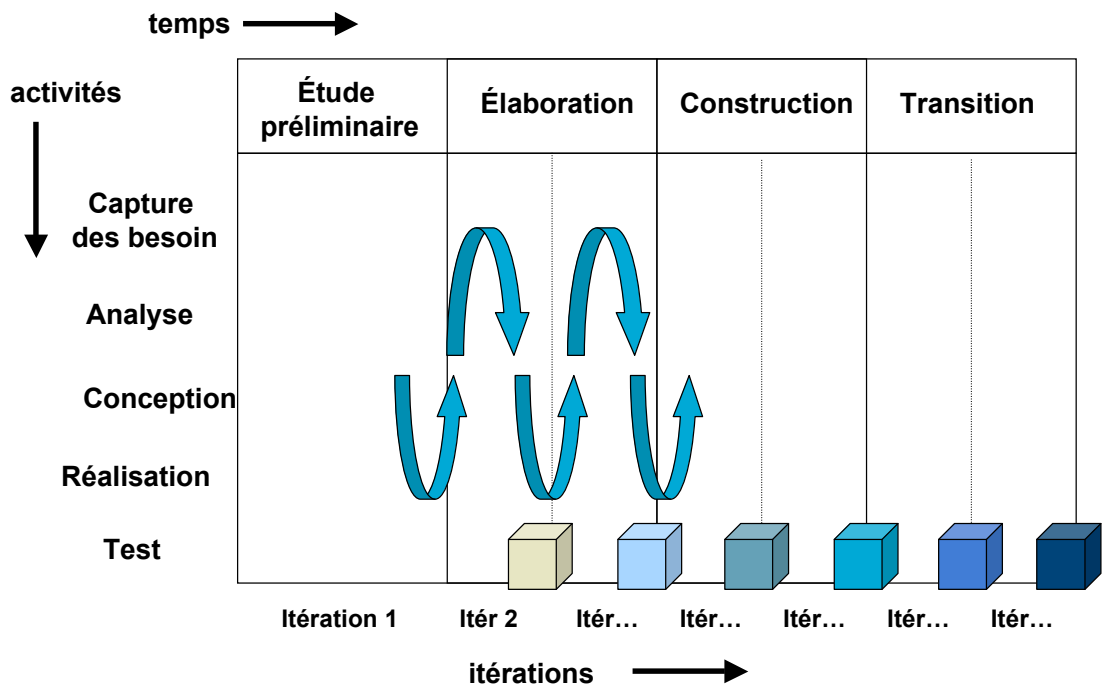 temps
activités
Étude
préliminaire
Élaboration
Construction
Transition
Capture
des besoin
Analyse
Conception
Réalisation
Test
Itération 1
Itér 2
Itér…
Itér…
Itér…
Itér…
Itér…
itérations